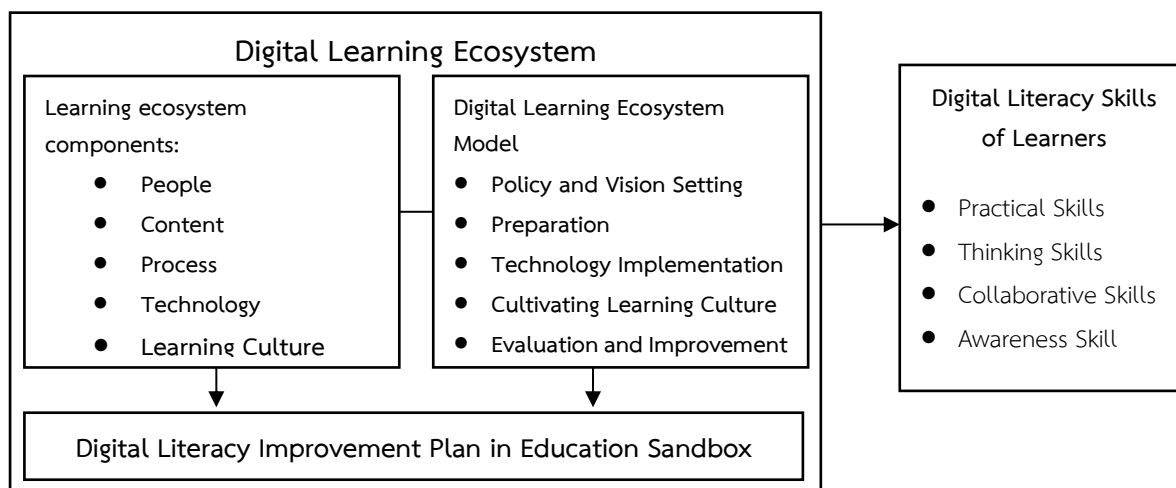 Digital Learning Ecosystem
Learning ecosystem
components:
● People
● Content
● Process
● Technology
● Learning Culture
Digital Learning Ecosystem
Model
● Policy and Vision Setting
● Preparation
● Technology Implementation
● Cultivating Learning Culture
● Evaluation and Improvement
Digital Literacy Improvement Plan in Education Sandbox
Digital Literacy Skills
of Learners
● Practical Skills
● Thinking Skills
● Collaborative Skills
● Awareness Skill